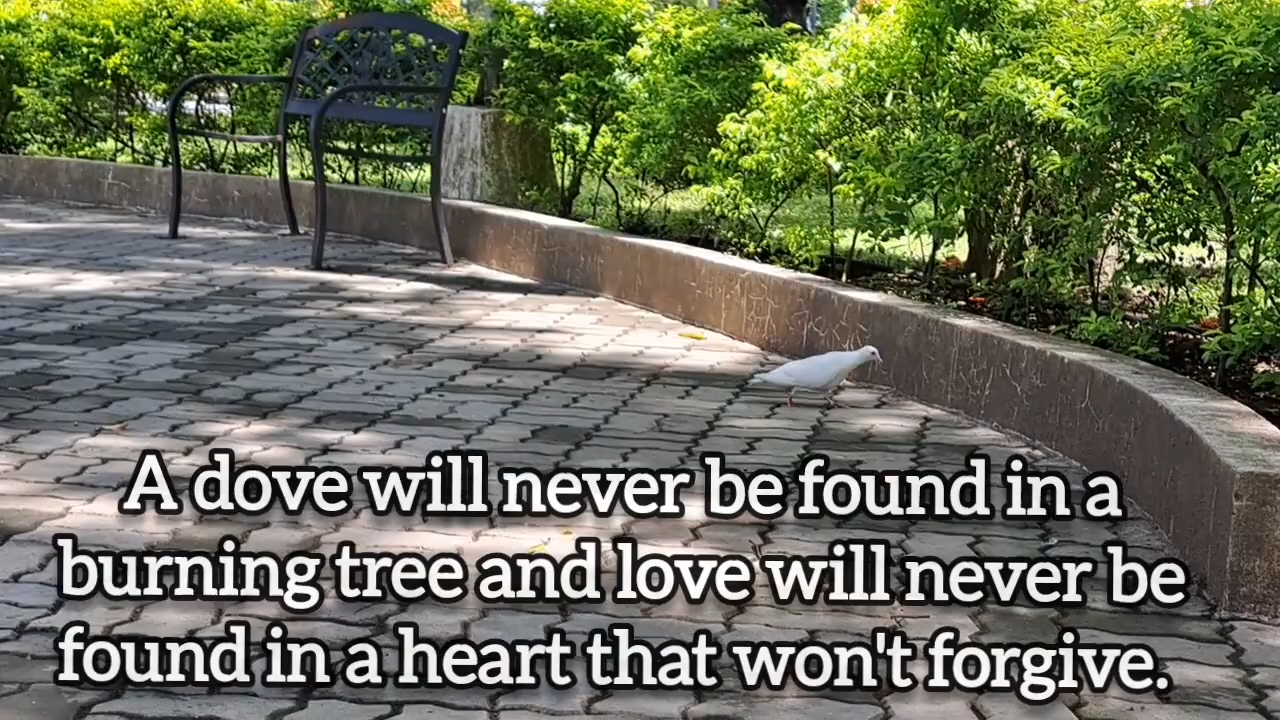 A dove will never be found in a
burning tree and love will never be
found in a heart that won't forgive.